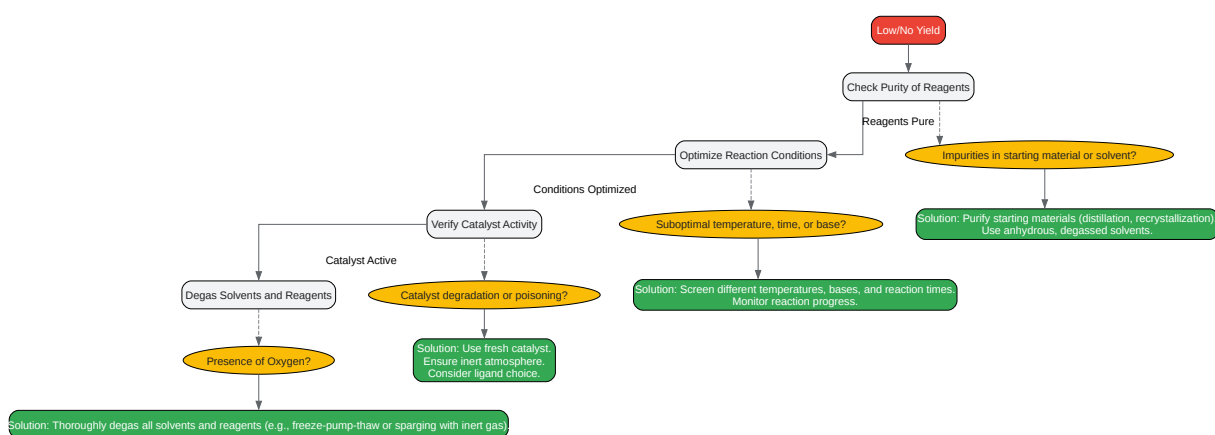 Low/No Yield
Check Purity of Reagents
Reagents Pure
Optimize Reaction Conditions
Impurities in starting material or solvent?
Conditions Optimized
Verify Catalyst Activity
Suboptimal temperature, time, or base?
Solution: Purify starting materials (distillation, recrystallization)
Use anhydrous, degassed solvents.
Catalyst Active
Degas Solvents and Reagents
Catalyst degradation or poisoning?
Solution: Screen different temperatures, bases, and reaction times.
Monitor reaction progress.
Presence of Oxygen?
Solution: Use fresh catalyst.
Ensure inert atmosphere.
Consider ligand choice.
Solution: Thoroughly degas all solvents and reagents (e.g., freeze-pump-thaw or sparging with inert gas).